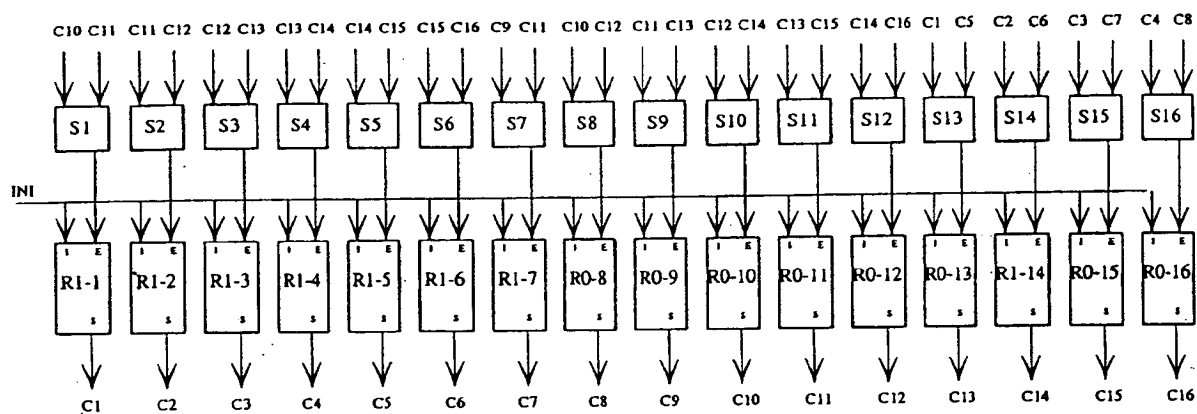 C10 C11 C11 C12 C12 C13 C13 C14 C14 C15 C15 C16 C9 C11 C10 C12 C11 C13 C12 C14 C13 C15 C14 C16 C1 C5 C2 C6 C3 C7 C4 C8
S1 S2 S3 S4 S5 S6 S7 S8 S9 S10 S11 S12 S13 S14 S15 S16
INI
I E I E I E I E I E I E I E I E I E I E I E I E I E I E I E I E
R1-1 R1-2 R1-3 R1-4 R1-5 R1-6 R1-7 R0-8 R0-9 R0-10 R0-11 R0-12 R0-13 R1-14 R0-15 R0-16
S S S S S S S S S S S S S S S S
C1 C2 C3 C4 C5 C6 C7 C8 C9 C10 C11 C12 C13 C14 C15 C16